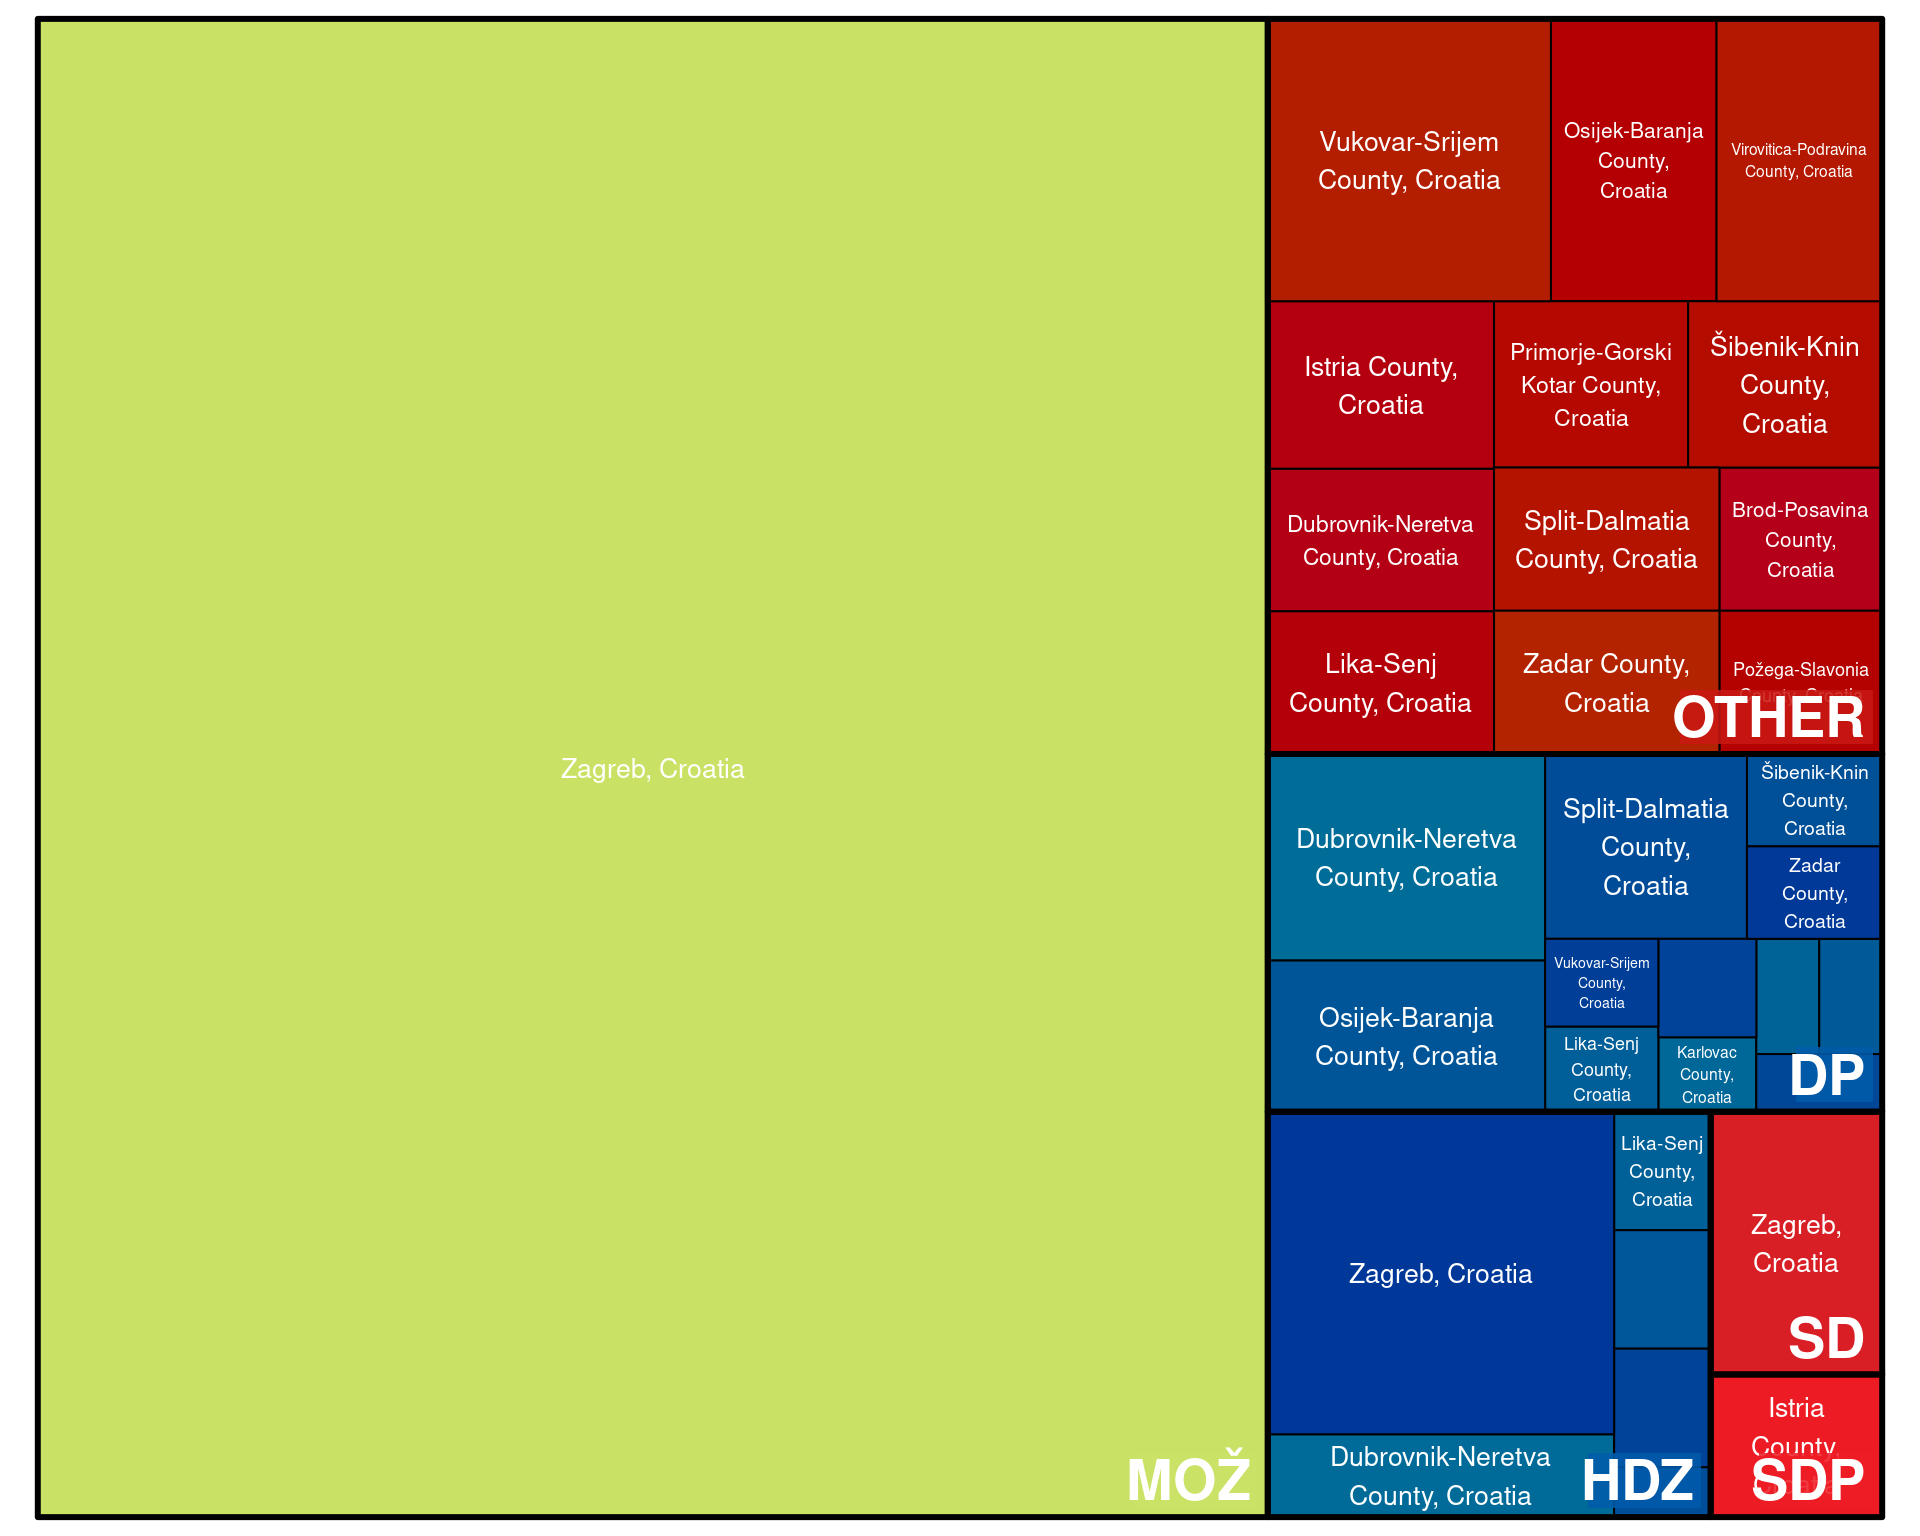 Zagreb, Croatia
MOŽ
Vukovar-Srijem
County, Croatia
Osijek-Baranja
County,
Croatia
Virovitica-Podravina
County, Croatia
Istria County,
Croatia
Primorje-Gorski
Kotar County,
Croatia
Šibenik-Knin
County,
Croatia
Dubrovnik-Neretva
County, Croatia
Split-Dalmatia
County, Croatia
Brod-Posavina
County,
Croatia
Lika-Senj
County, Croatia
Zadar County,
Croatia
Požega-Slavonia
County, Croatia
OTHER
Dubrovnik-Neretva
County, Croatia
Split-Dalmatia
County,
Croatia
Šibenik-Knin
County,
Croatia
Zadar
County,
Croatia
Osijek-Baranja
County, Croatia
Vukovar-Srijem
County,
Croatia
Lika-Senj
County,
Croatia
Karlovac
County,
Croatia
DP
Zagreb, Croatia
Lika-Senj
County,
Croatia
Dubrovnik-Neretva
County, Croatia
HDZ
Zagreb,
Croatia
SD
Istria
County,
Croatia
SDP